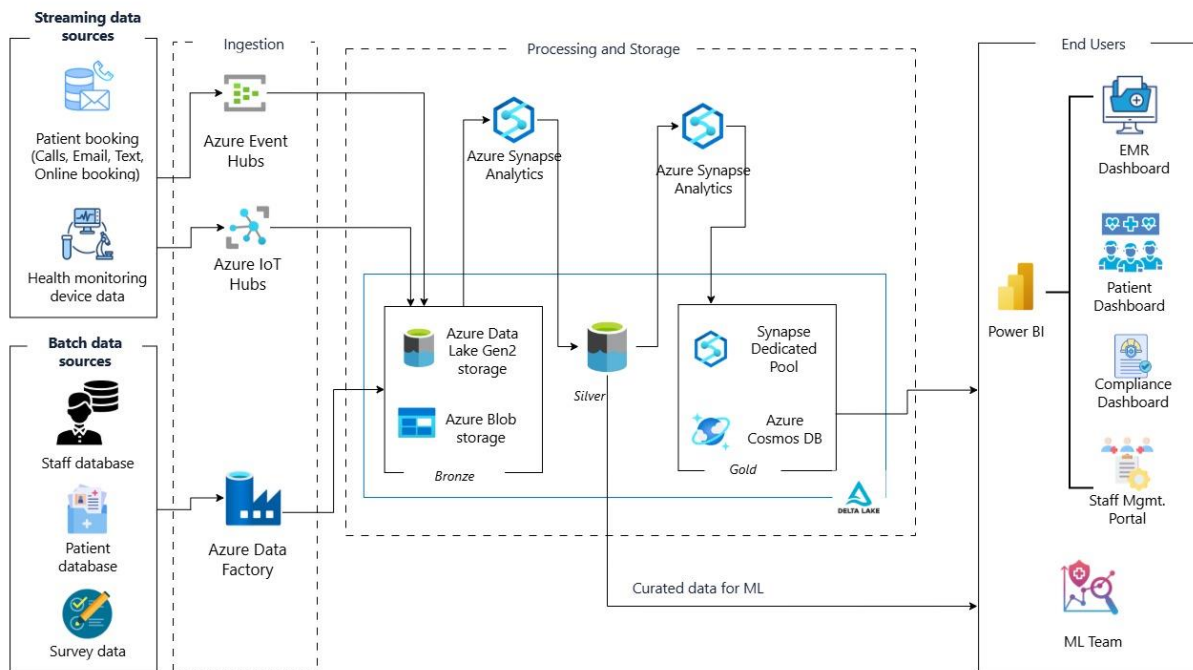 Streaming data
sources
Patient booking
(Calls, Email, Text,
Online booking)
Health monitoring
device data
Batch data
sources
Staff database
Patient
database
Survey data
Ingestion
Azure Event
Hubs
Azure IoT
Hubs
Azure Data
Factory
Processing and Storage
Azure Synapse
Analytics
Azure Synapse
Analytics
Azure Data
Lake Gen2
storage
Azure Blob
storage
Bronze
Silver
Synapse
Dedicated
Pool
Azure
Cosmos DB
Gold
DELTA LAKE
Curated data for ML
End Users
Power BI
EMR
Dashboard
Patient
Dashboard
Compliance
Dashboard
Staff Mgmt.
Portal
ML Team